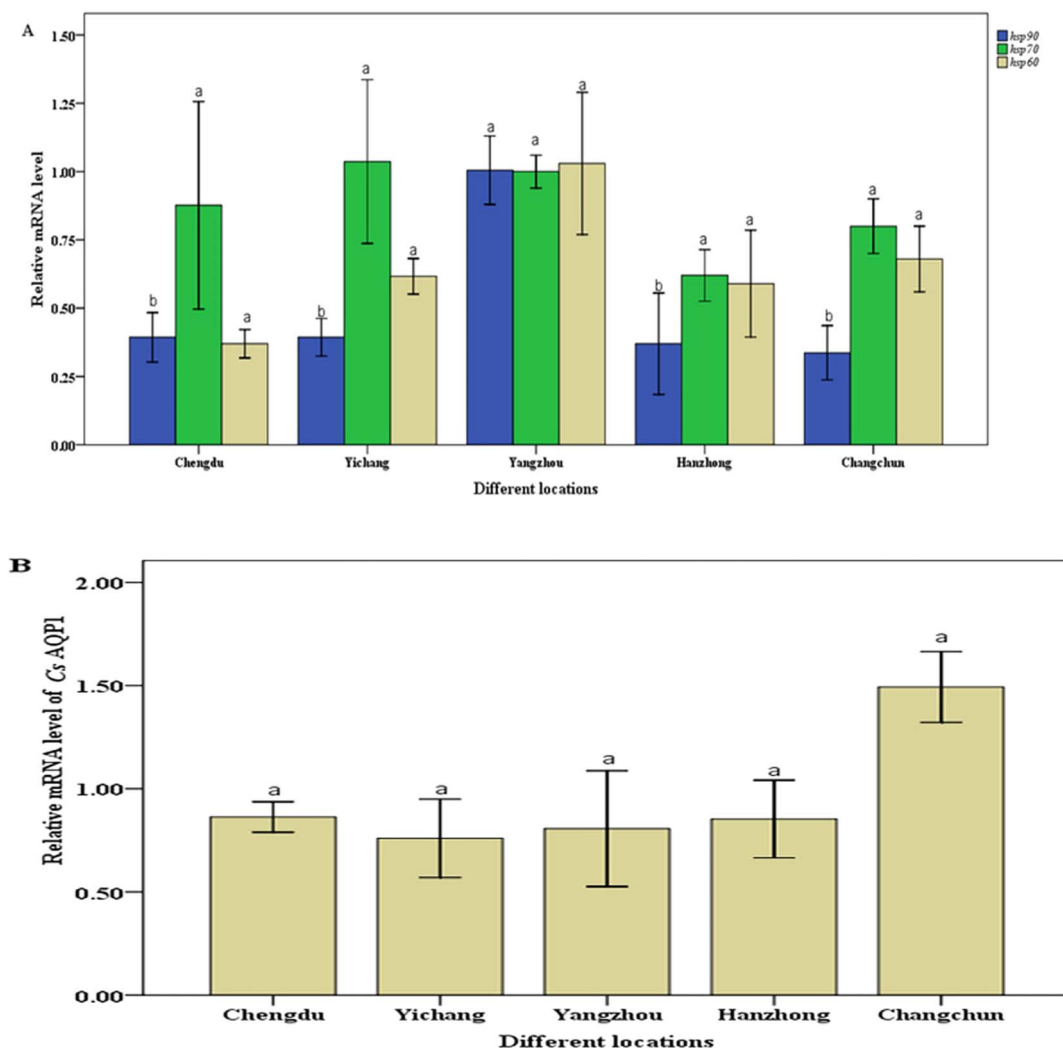 A
hsp90
hsp70
hsp60
Relative mRNA level
1.50
1.25
1.00
0.75
0.50
0.25
0.00
b a a
b a a
a a a
b a a
b a a
Chengdu Yichang Yangzhou Hanzhong Changchun
Different locations
B
Relative mRNA level of Cs AQP1
2.00
1.50
1.00
0.50
0.00
a a a a a
Chengdu Yichang Yangzhou Hanzhong Changchun
Different locations